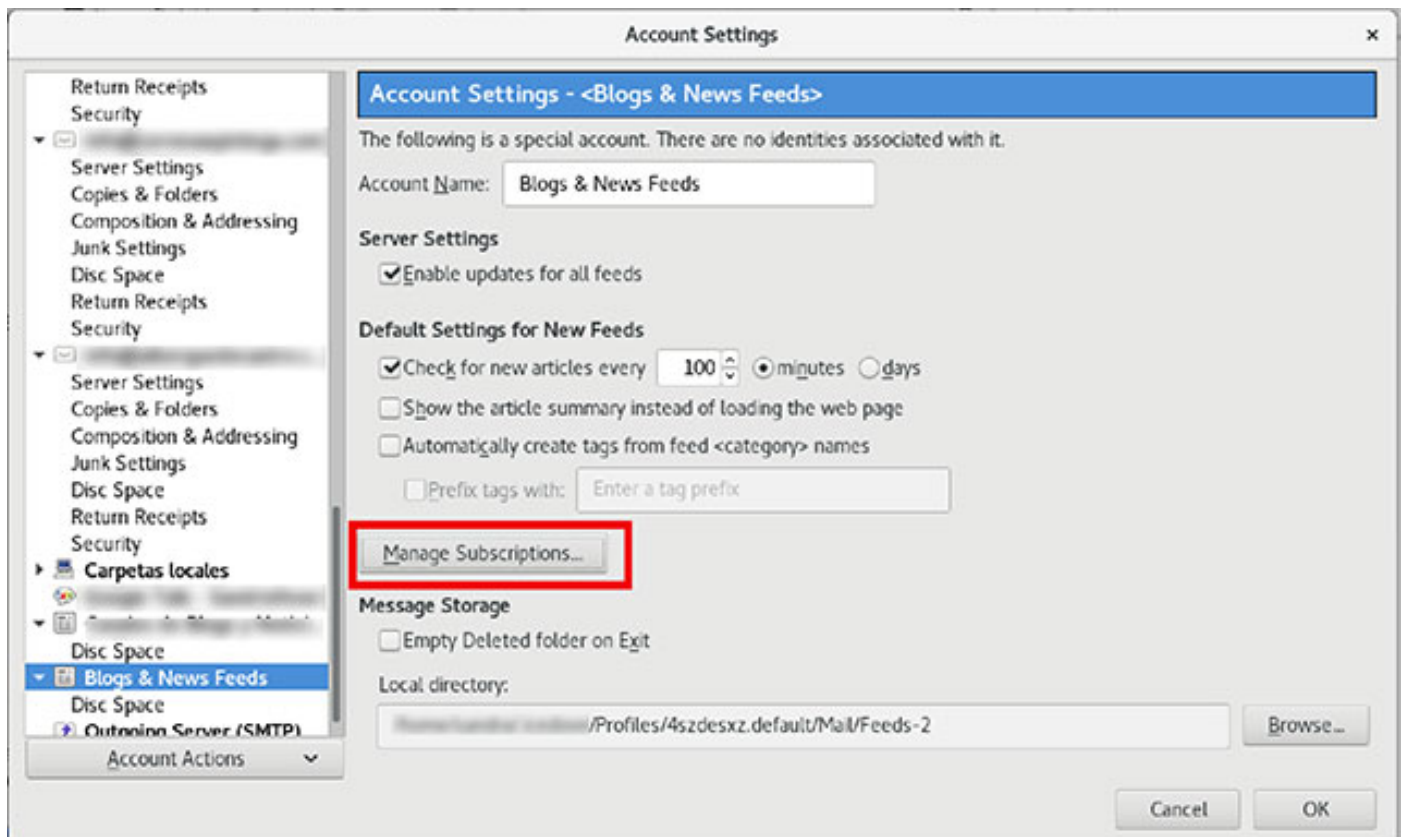 Account Settings
Return Receipts
Security
Server Settings
Copies & Folders
Composition & Addressing
Junk Settings
Disc Space
Return Receipts
Security
Server Settings
Copies & Folders
Composition & Addressing
Junk Settings
Disc Space
Return Receipts
Security
Carpetas locales
Disc Space
Blogs & News Feeds
Disc Space
Outgoing Server (SMTP)
Account Actions
Account Settings - <Blogs & News Feeds>
The following is a special account. There are no identities associated with it.
Account Name: Blogs & News Feeds
Server Settings
Enable updates for all feeds
Default Settings for New Feeds
Check for new articles every 100 minutes days
Show the article summary instead of loading the web page
Automatically create tags from feed <category> names
Prefix tags with: Enter a tag prefix
Manage Subscriptions...
Message Storage
Empty Deleted folder on Exit
Local directory:
/Profiles/4szdesxz.default/Mail/Feeds-2 Browse...
Cancel OK